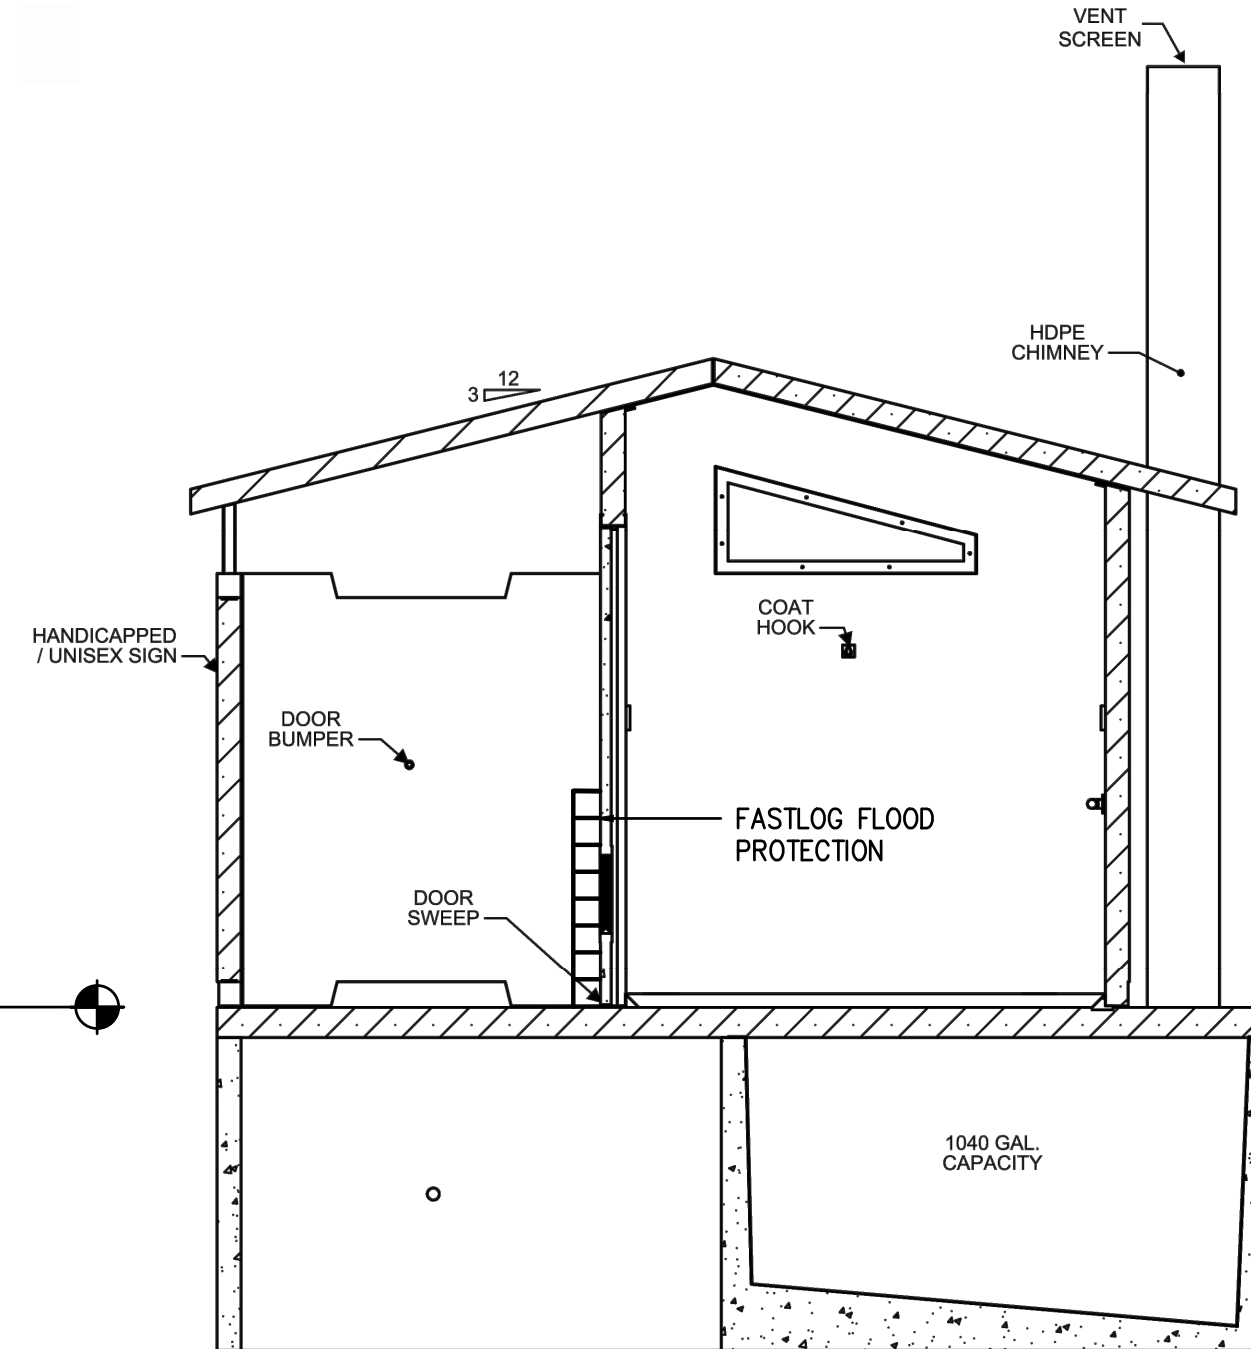 VENT
SCREEN
HDPE
CHIMNEY
12
3
COAT
HOOK
HANDICAPPED
/ UNISEX SIGN
DOOR
BUMPER
FASTLOG FLOOD
PROTECTION
DOOR
SWEEP
1040 GAL.
CAPACITY